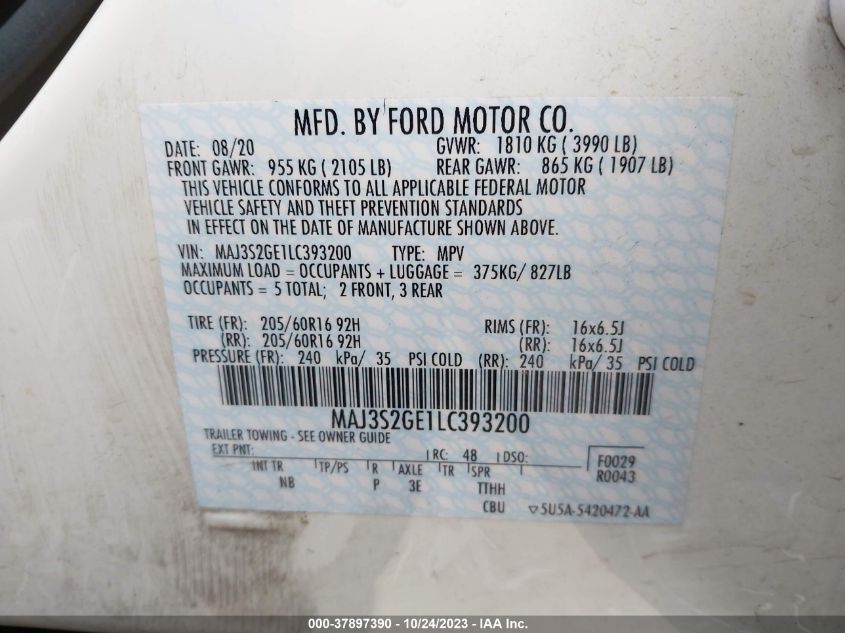 MFD. BY FORD MOTOR CO.
DATE: 08/20 GVWR: 1810 KG ( 3990 LB)
FRONT GAWR: 955 KG ( 2105 LB) REAR GAWR: 865 KG ( 1907 LB)
THIS VEHICLE CONFORMS TO ALL APPLICABLE FEDERAL MOTOR
VEHICLE SAFETY AND THEFT PREVENTION STANDARDS
IN EFFECT ON THE DATE OF MANUFACTURE SHOWN ABOVE.
VIN: MAJ3S2GE1LC393200 TYPE: MPV
MAXIMUM LOAD = OCCUPANTS + LUGGAGE = 375KG/ 827LB
OCCUPANTS = 5 TOTAL; 2 FRONT, 3 REAR
TIRE (FR): 205/60R16 92H RIMS (FR): 16x6.5J
(RR): 205/60R16 92H (RR): 16x6.5J
PRESSURE (FR): 240 kPa/ 35 PSI COLD (RR): 240 kPa/ 35 PSI COLD
MAJ3S2GE1LC393200
TRAILER TOWING - SEE OWNER GUIDE
EXT PNT: RC: 48 DSO: F0029
INT TR TP/PS R AXLE TR SPR R0043
NB P 3E TTHH
CBU ▽5U5A-5420472-AA
000-37897390 - 10/24/2023 - IAA Inc.